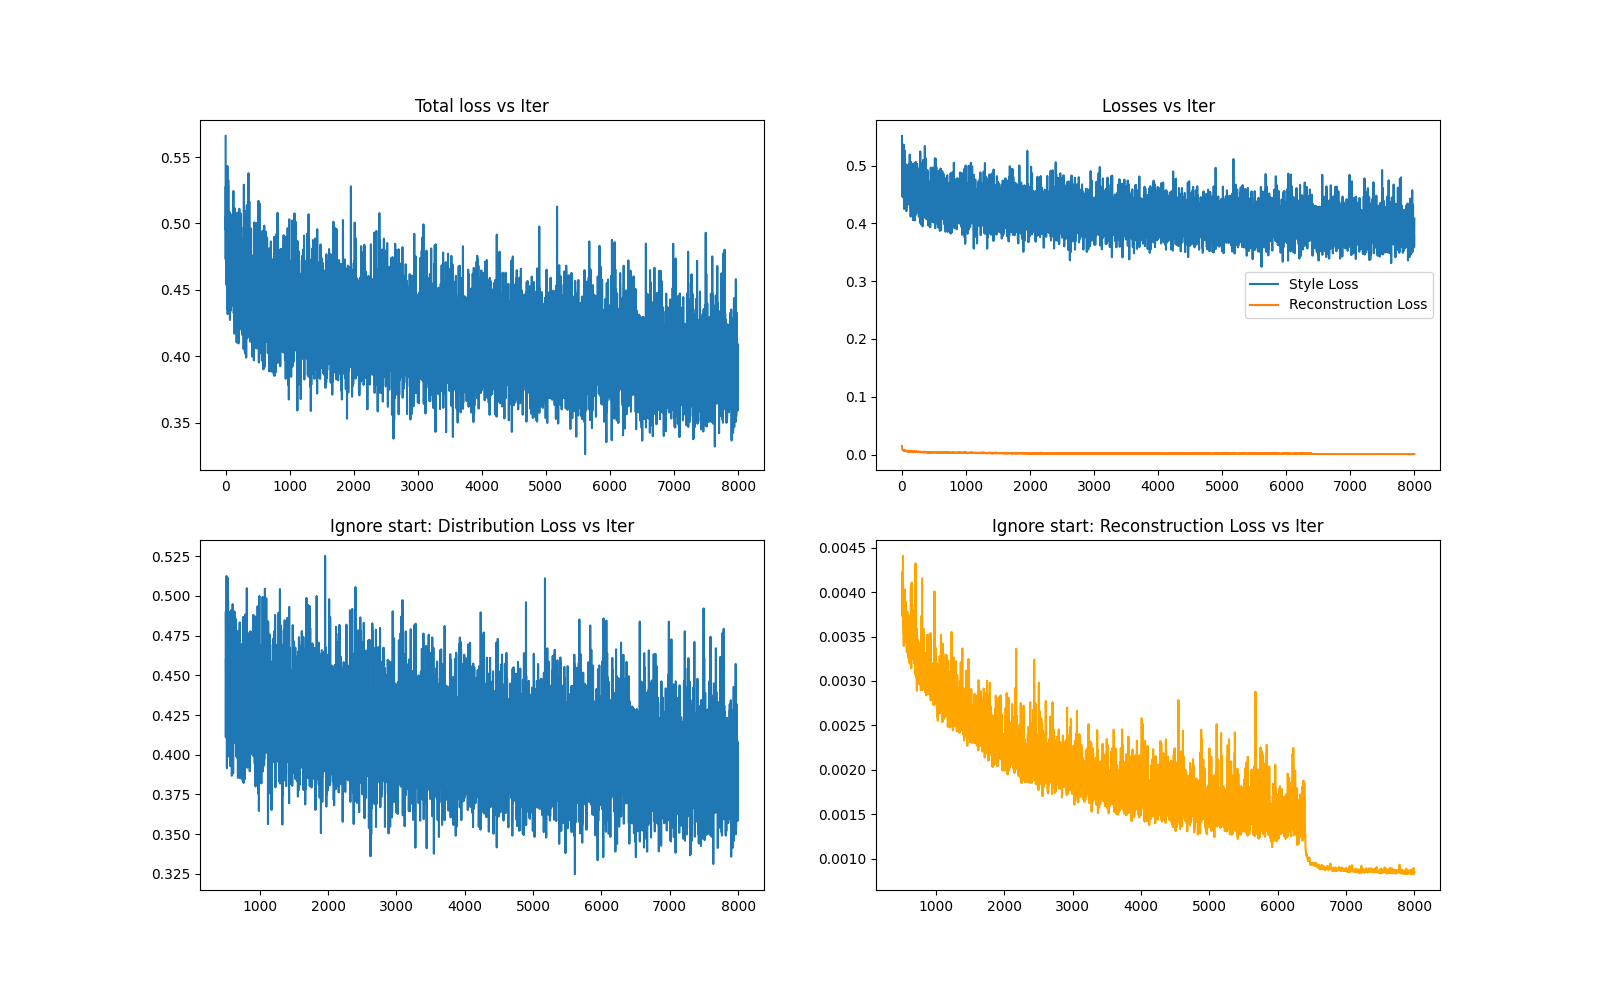 Total loss vs Iter
0.55
0.50
0.45
0.40
0.35
0 1000 2000 3000 4000 5000 6000 7000 8000
Losses vs Iter
0.5
0.4
0.3
0.2
0.1
0.0
Style Loss
Reconstruction Loss
0 1000 2000 3000 4000 5000 6000 7000 8000
Ignore start: Distribution Loss vs Iter
0.525
0.500
0.475
0.450
0.425
0.400
0.375
0.350
0.325
1000 2000 3000 4000 5000 6000 7000 8000
Ignore start: Reconstruction Loss vs Iter
0.0045
0.0040
0.0035
0.0030
0.0025
0.0020
0.0015
0.0010
1000 2000 3000 4000 5000 6000 7000 8000